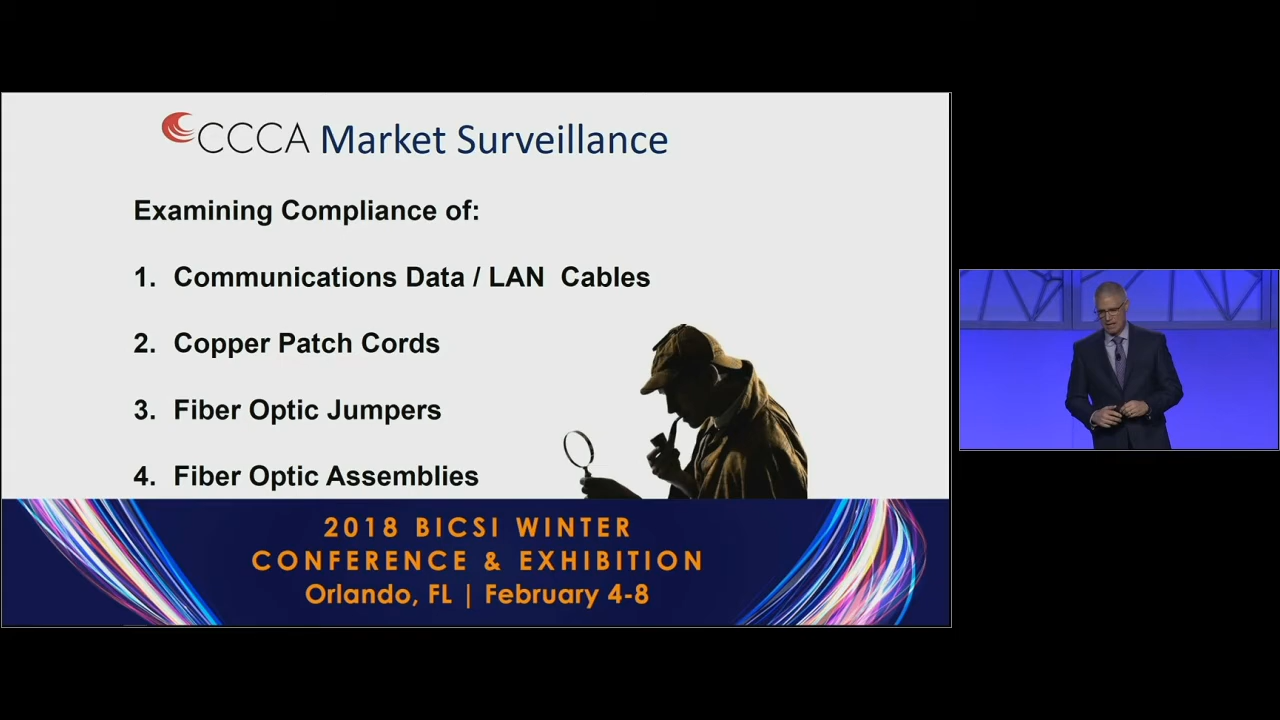 CCCA Market Surveillance
Examining Compliance of:
1. Communications Data / LAN Cables
2. Copper Patch Cords
3. Fiber Optic Jumpers
4. Fiber Optic Assemblies
2018 BICSI WINTER
CONFERENCE & EXHIBITION
Orlando, FL | February 4-8